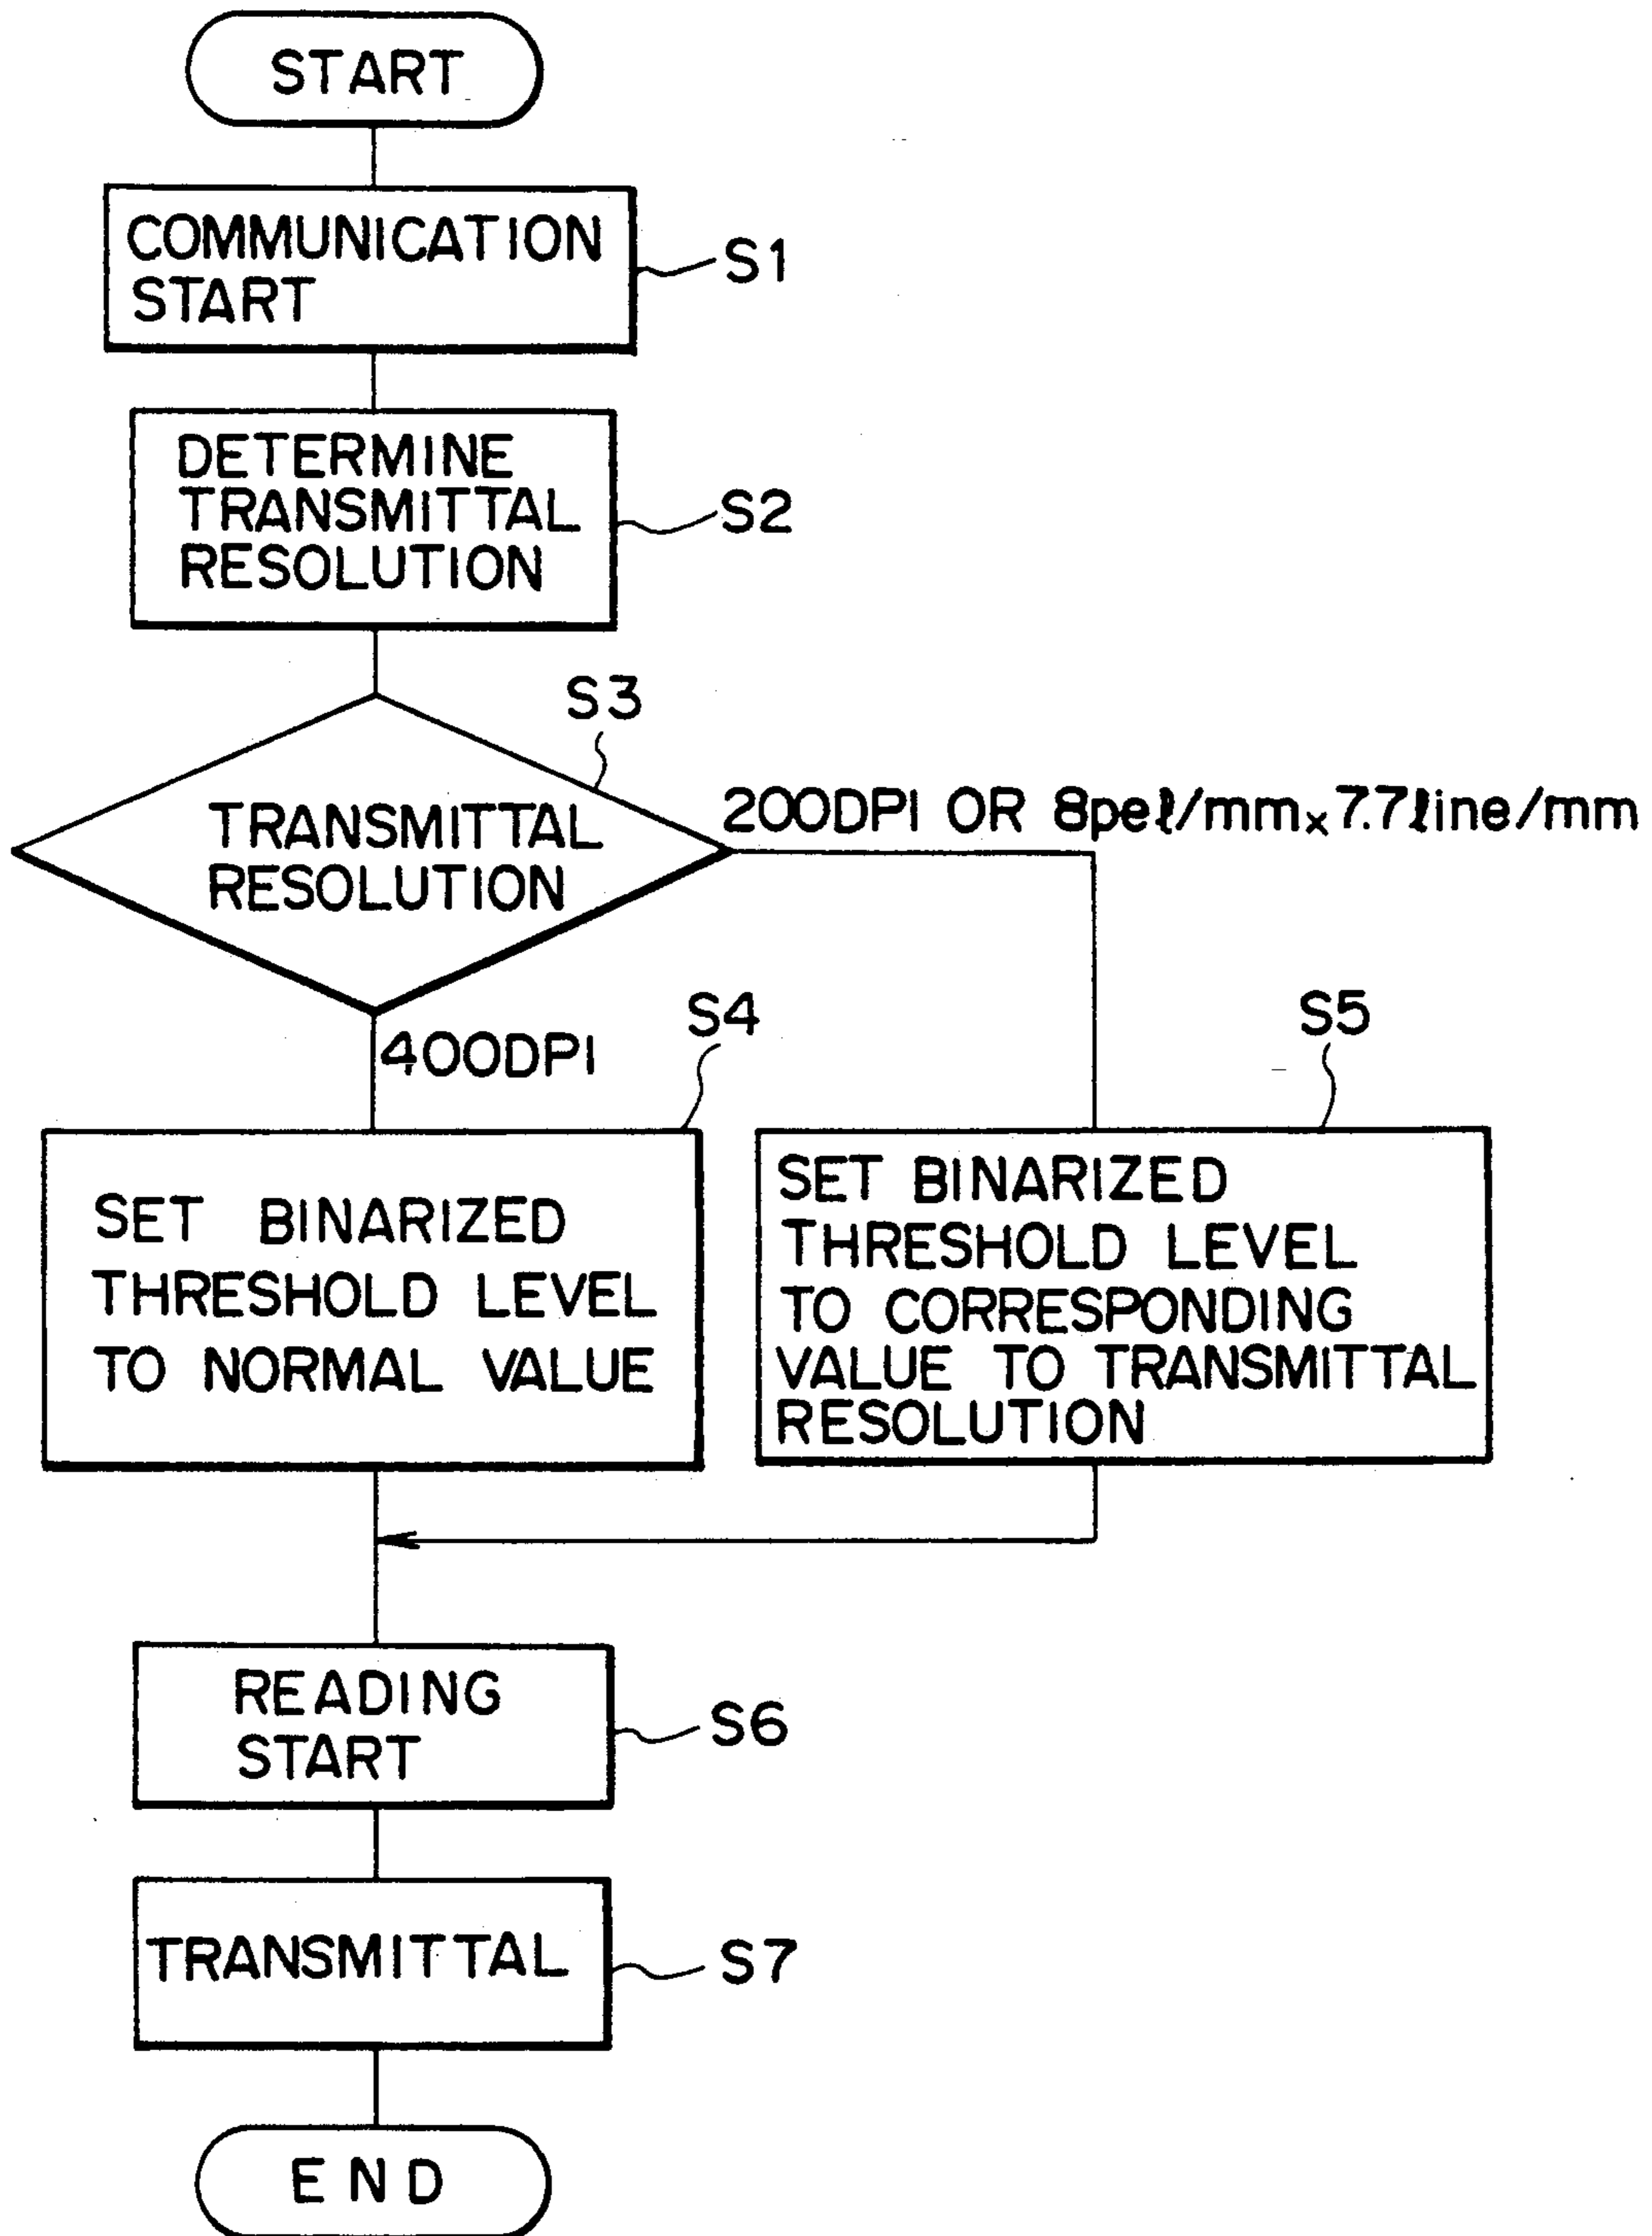 START
COMMUNICATION
START
S1
DETERMINE
TRANSMITTAL
RESOLUTION
S2
S3
TRANSMITTAL
RESOLUTION
200DPI OR 8pel/mm×7.7line/mm
400DPI
S4
SET BINARIZED
THRESHOLD LEVEL
TO NORMAL VALUE
S5
SET BINARIZED
THRESHOLD LEVEL
TO CORRESPONDING
VALUE TO TRANSMITTAL
RESOLUTION
READING
START
S6
TRANSMITTAL
S7
END